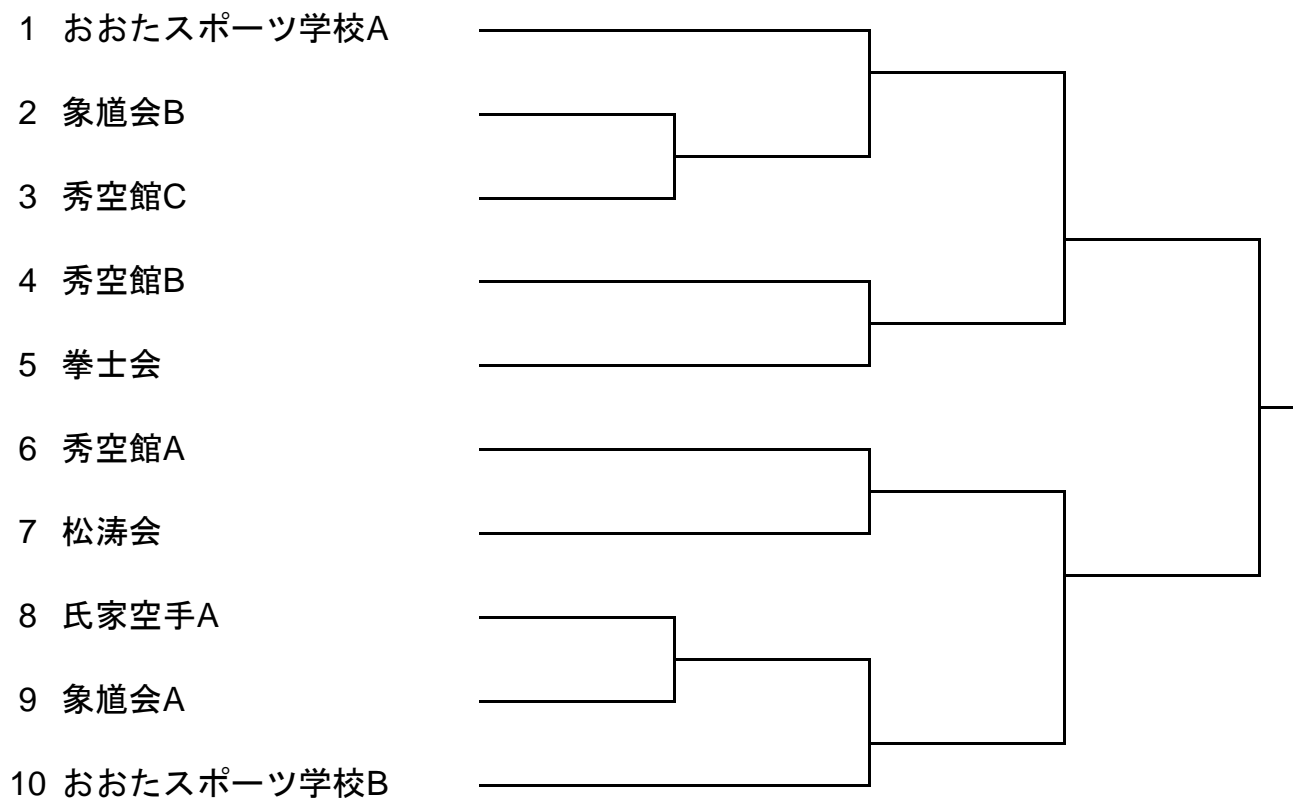 1 おおたスポーツ学校A
2 象道会B
3 秀空館C
4 秀空館B
5 拳士会
6 秀空館A
7 松涛会
8 氏家空手A
9 象道会A
10 おおたスポーツ学校B